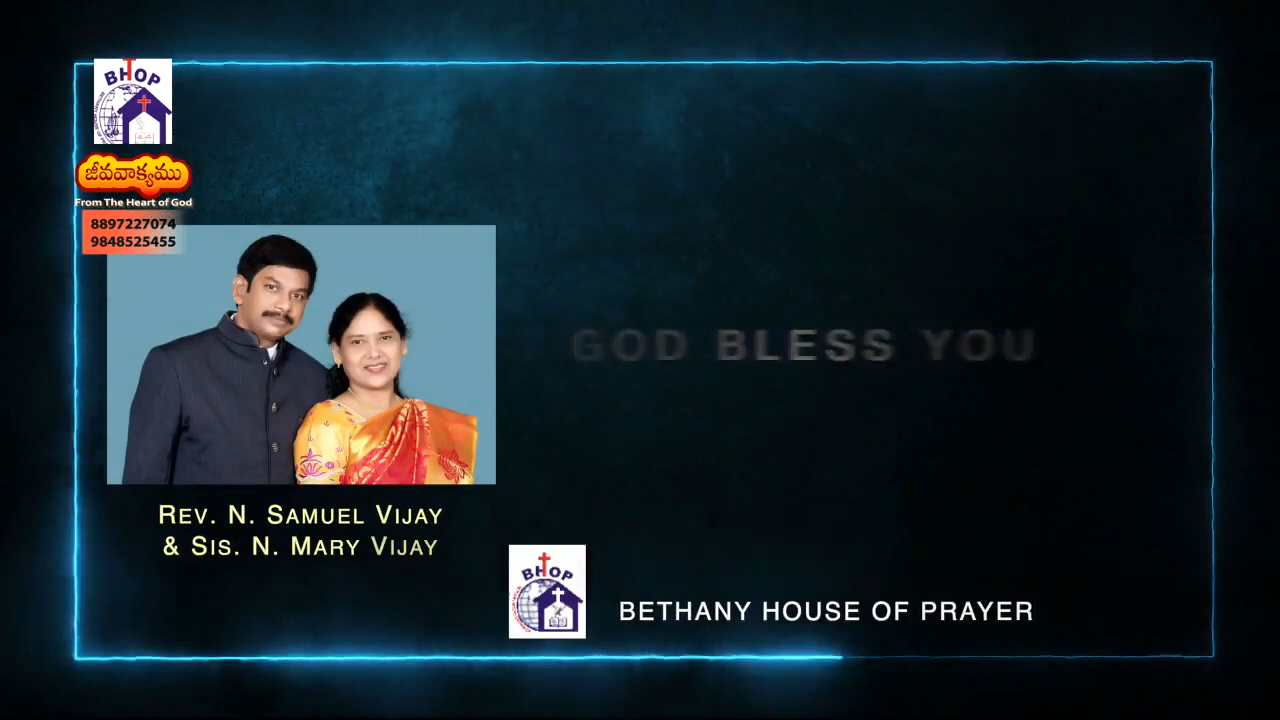 BHOP
జీవవాక్యము
From The Heart of God
8897227074
9848525455
GOD BLESS YOU
REV. N. SAMUEL VIJAY
& SIS. N. MARY VIJAY
BHOP
BETHANY HOUSE OF PRAYER